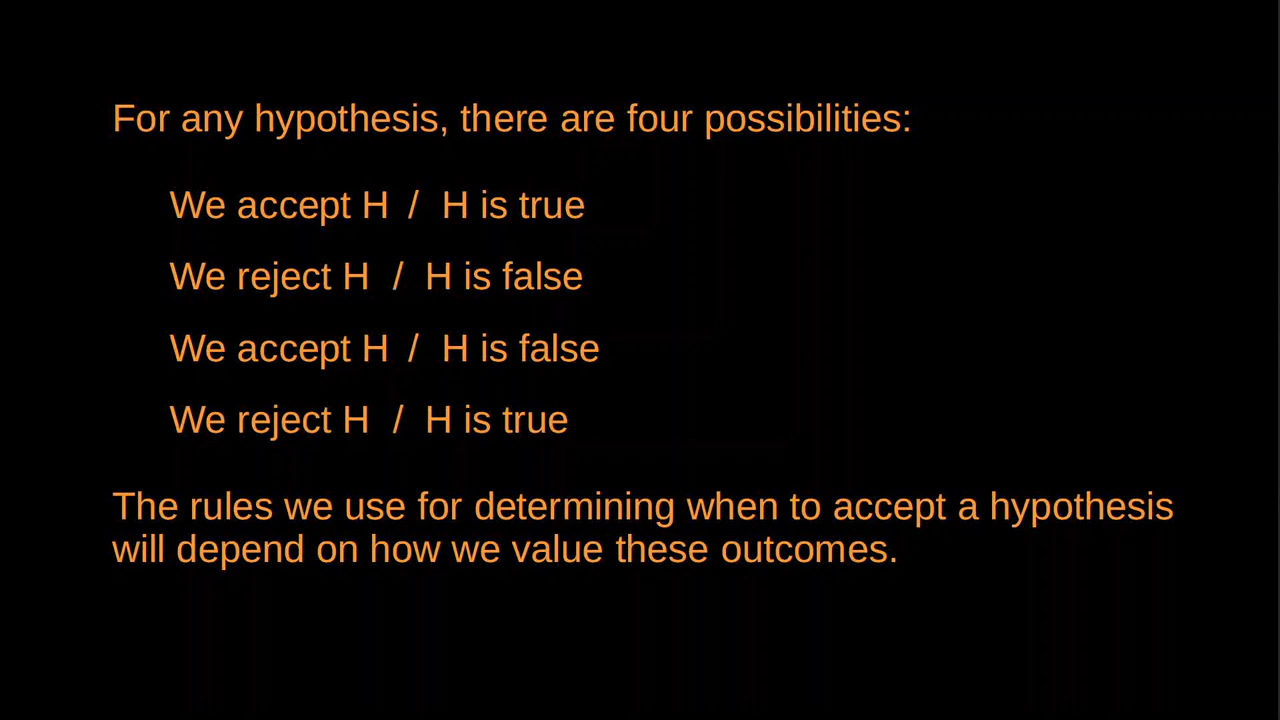 For any hypothesis, there are four possibilities:
We accept H / H is true
We reject H / H is false
We accept H / H is false
We reject H / H is true
The rules we use for determining when to accept a hypothesis
will depend on how we value these outcomes.